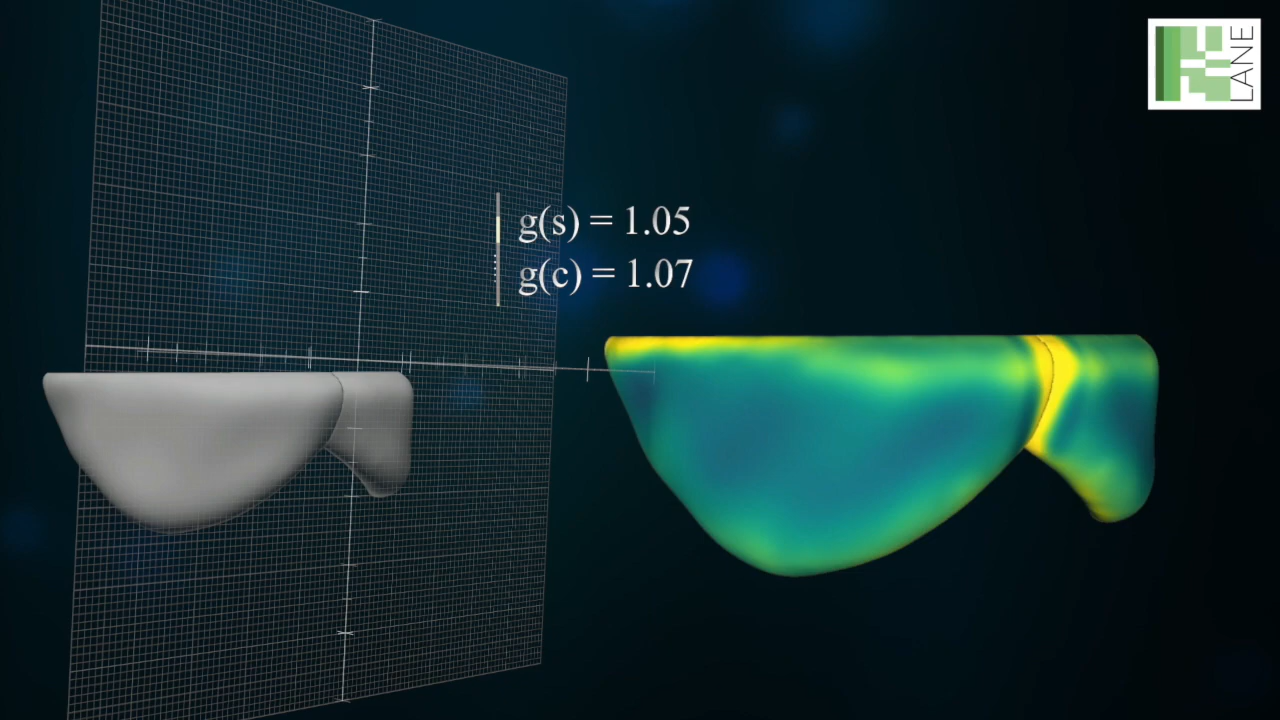 g(s) = 1.05
g(c) = 1.07
LANE